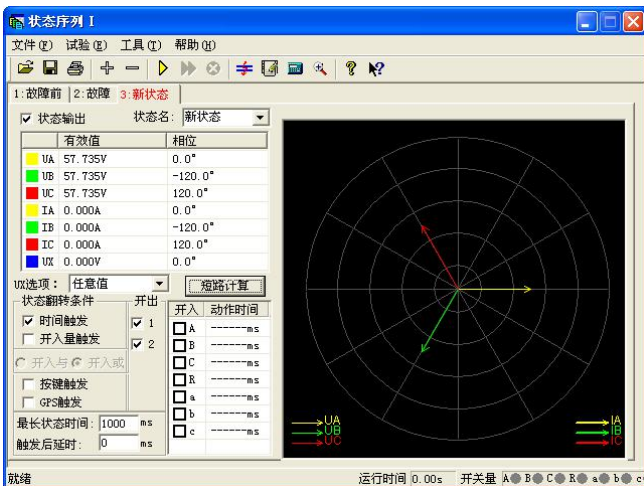 状态序列 I
文件(F) 试验(E) 工具(T) 帮助(H)
1:故障前 2:故障 3:新状态
状态输出 状态名: 新状态
有效值 相位
UA 57.735V 0.0°
UB 57.735V -120.0°
UC 57.735V 120.0°
IA 0.000A 0.0°
IB 0.000A -120.0°
IC 0.000A 120.0°
UX 0.000V 0.0°
UX选项: 任意值 短路计算
状态翻转条件 开出 开入 动作时间
时间触发 1 A ------ms
开入量触发 2 B ------ms
开入与 开入或 C ------ms
R ------ms
按键触发 a ------ms
GPS触发 b ------ms
最长状态时间: 1000 ms c ------ms
触发后延时: 0 ms
UA IA
UB IB
UC IC
就绪 运行时间 0.00s 开关量 A B C R a b c